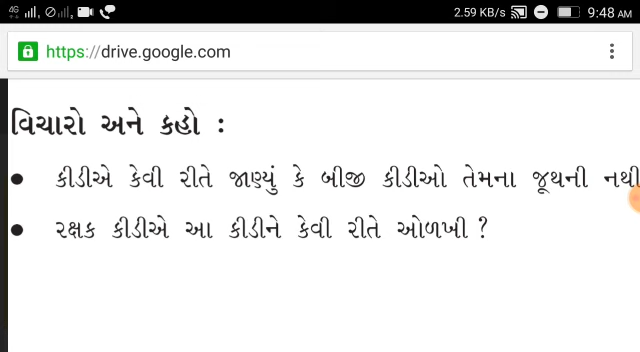 4G 2.59 KB/s 9:48 AM
https://drive.google.com
વિચારો અને કહો :
• કીડીએ કેવી રીતે જાણ્યું કે બીજી કીડીઓ તેમના જૂથની નથી
• રક્ષક કીડીએ આ કીડીને કેવી રીતે ઓળખી ?